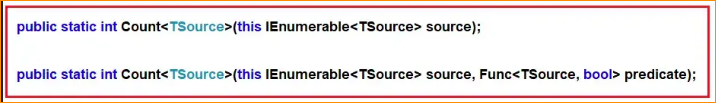 public static int Count<TSource>(this IEnumerable<TSource> source);
public static int Count<TSource>(this IEnumerable<TSource> source, Func<TSource, bool> predicate);